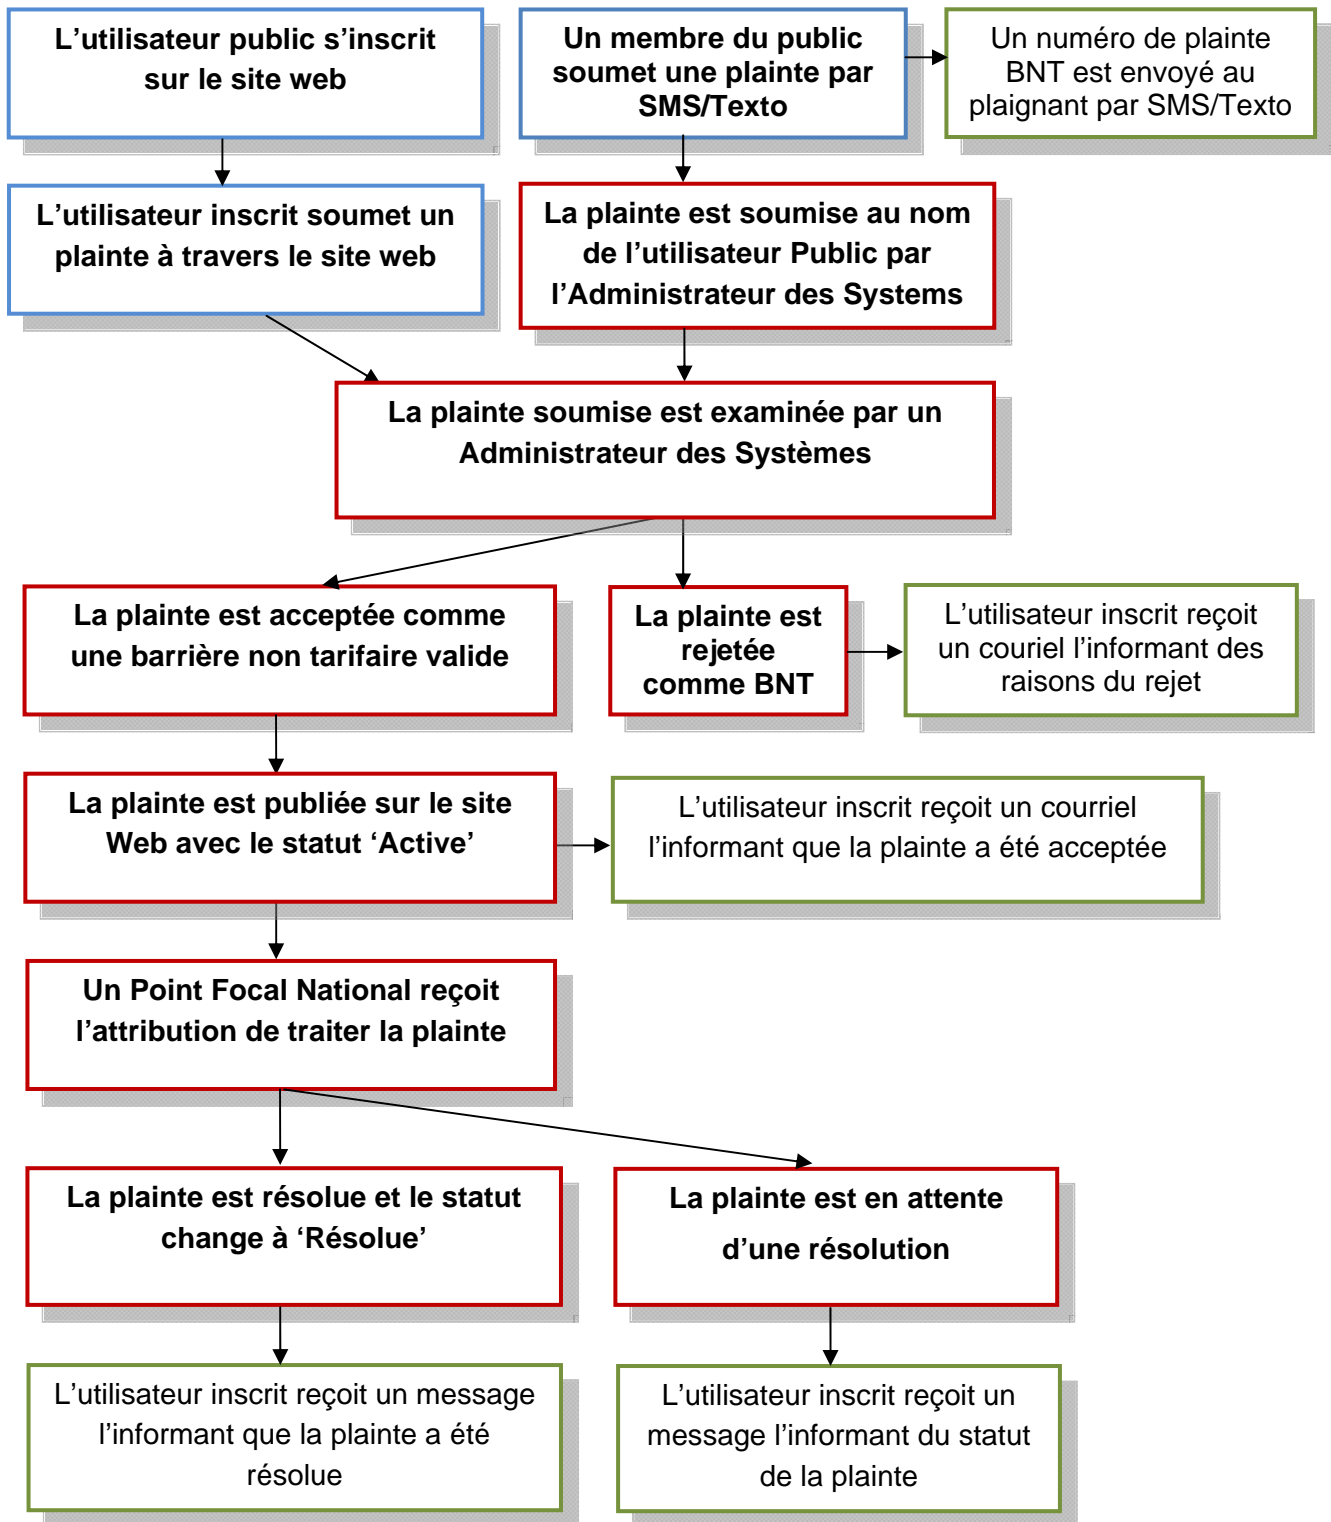 L’utilisateur public s’inscrit
sur le site web
Un membre du public
soumet une plainte par
SMS/Texto
Un numéro de plainte
BNT est envoyé au
plaignant par SMS/Texto
L’utilisateur inscrit soumet un
plainte à travers le site web
La plainte est soumise au nom
de l’utilisateur Public par
l’Administrateur des Systems
La plainte soumise est examinée par un
Administrateur des Systèmes
La plainte est acceptée comme
une barrière non tarifaire valide
La plainte est
rejetée
comme BNT
L’utilisateur inscrit reçoit
un couriel l’informant des
raisons du rejet
La plainte est publiée sur le site
Web avec le statut ‘Active’
L’utilisateur inscrit reçoit un courriel
l’informant que la plainte a été acceptée
Un Point Focal National reçoit
l’attribution de traiter la plainte
La plainte est résolue et le statut
change à ‘Résolue’
La plainte est en attente
d’une résolution
L’utilisateur inscrit reçoit un message
l’informant que la plainte a été
résolue
L’utilisateur inscrit reçoit un
message l’informant du statut
de la plainte